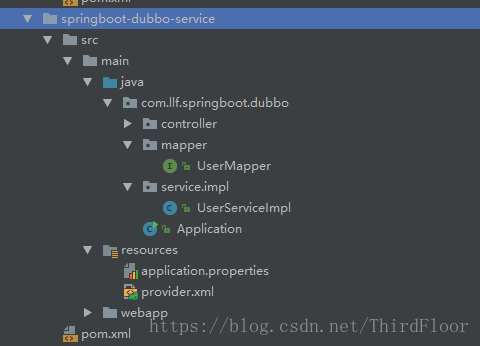 pom.xml
springboot-dubbo-service
src
main
java
com.llf.springboot.dubbo
controller
mapper
I UserMapper
service.impl
C UserServiceImpl
C Application
resources
application.properties
provider.xml
webapp
pom.xml
https://blog.csdn.net/ThirdFloor